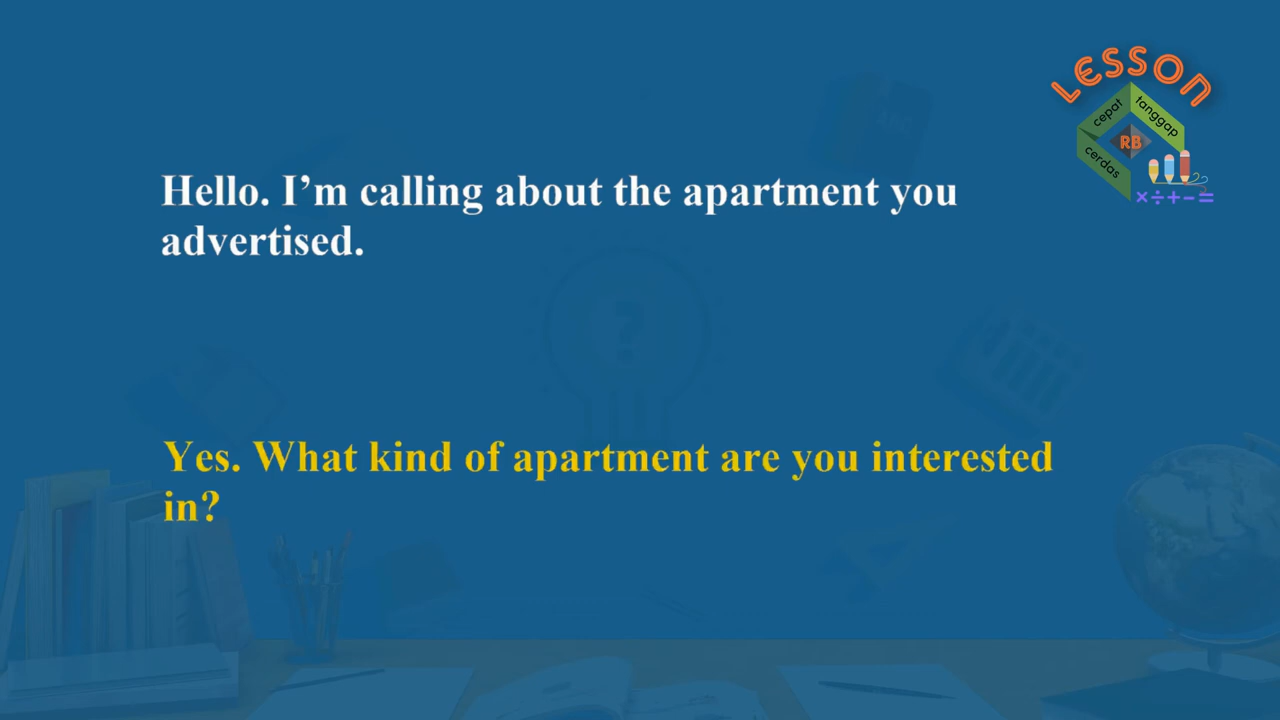 LESSON
cepat
tanggap
RB
cerdas
×÷+-=
Hello. I’m calling about the apartment you
advertised.
Yes. What kind of apartment are you interested
in?